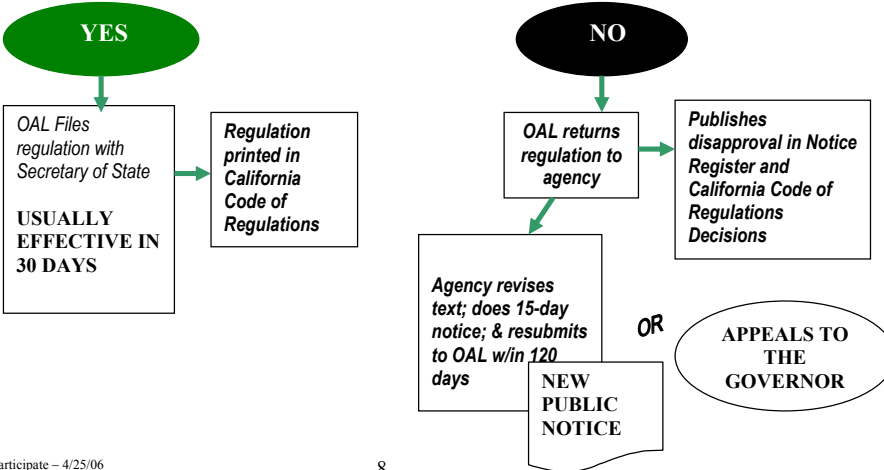 YES
OAL Files
regulation with
Secretary of State
USUALLY
EFFECTIVE IN
30 DAYS
Regulation
printed in
California
Code of
Regulations
NO
OAL returns
regulation to
agency
Publishes
disapproval in Notice
Register and
California Code of
Regulations
Decisions
Agency revises
text; does 15-day
notice; & resubmits
to OAL w/in 120
days
NEW
PUBLIC
NOTICE
OR
APPEALS TO
THE
GOVERNOR
articipate – 4/25/06
8